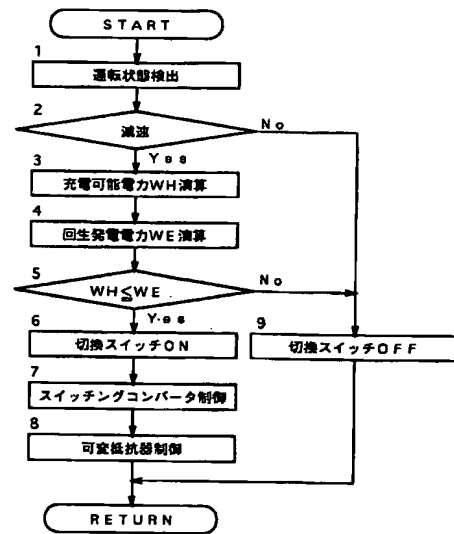 START
1
運転状態検出
2
減速
No
Yes
3
充電可能電力WH演算
4
回生発電電力WE演算
5
WH≦WE
No
Yes
6
切換スイッチON
9
切換スイッチOFF
7
スイッチングコンバータ制御
8
可変抵抗器制御
RETURN